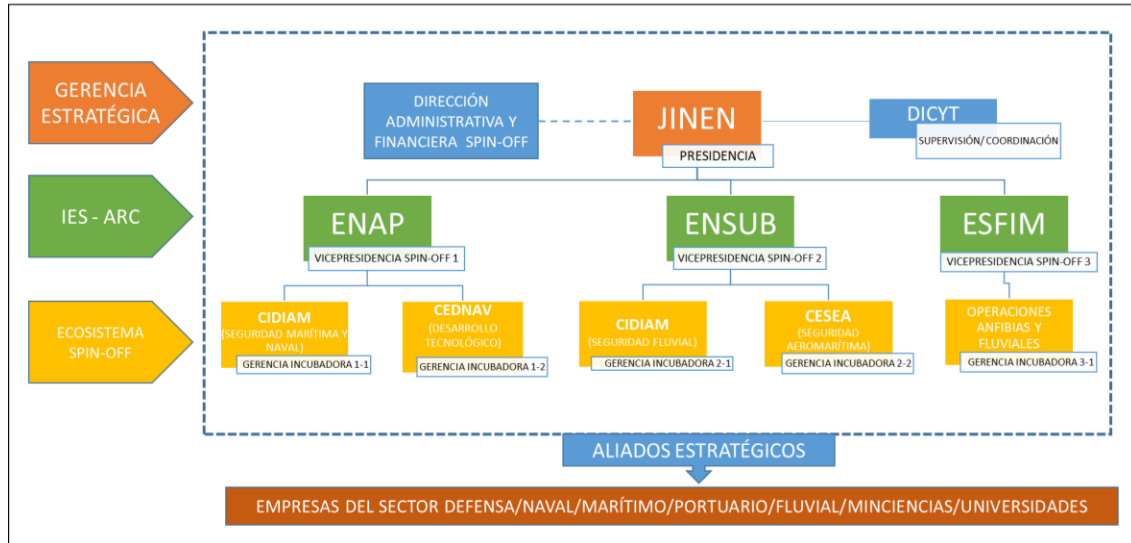 GERENCIA
ESTRATÉGICA
DIRECCIÓN
ADMINISTRATIVA Y
FINANCIERA SPIN-OFF
JINEN
PRESIDENCIA
DICYT
SUPERVISIÓN/ COORDINACIÓN
IES - ARC
ENAP
VICEPRESIDENCIA SPIN-OFF 1
ENSUB
VICEPRESIDENCIA SPIN-OFF 2
ESFIM
VICEPRESIDENCIA SPIN-OFF 3
ECOSISTEMA
SPIN-OFF
CIDIAM
(SEGURIDAD MARÍTIMA Y
NAVAL)
GERENCIA INCUBADORA 1-1
CEDNAV
(DESARROLLO
TECNOLÓGICO)
GERENCIA INCUBADORA 1-2
CIDIAM
(SEGURIDAD FLUVIAL)
GERENCIA INCUBADORA 2-1
CESEA
(SEGURIDAD
AEROMARÍTIMA)
GERENCIA INCUBADORA 2-2
OPERACIONES
ANFIBIAS Y
FLUVIALES
GERENCIA INCUBADORA 3-1
ALIADOS ESTRATÉGICOS
EMPRESAS DEL SECTOR DEFENSA/NAVAL/MARÍTIMO/PORTUARIO/FLUVIAL/MINCIENCIAS/UNIVERSIDADES